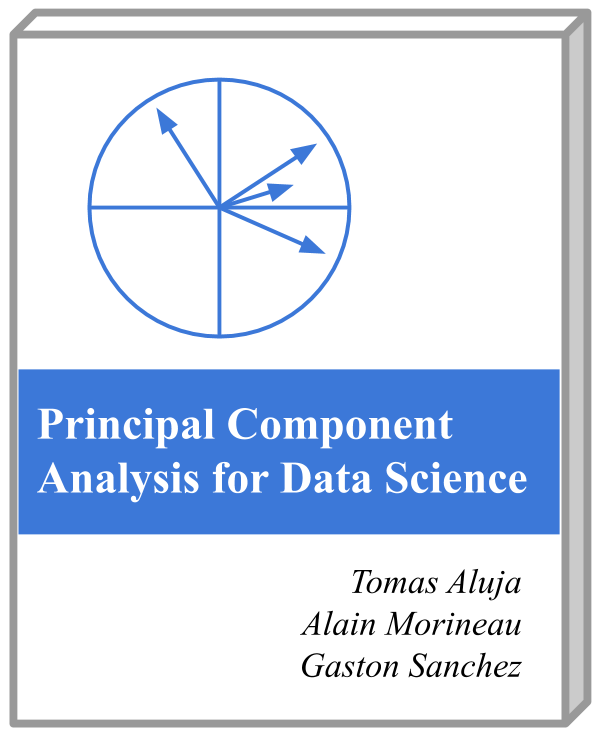 Principal Component
Analysis for Data Science
Tomas Aluja
Alain Morineau
Gaston Sanchez